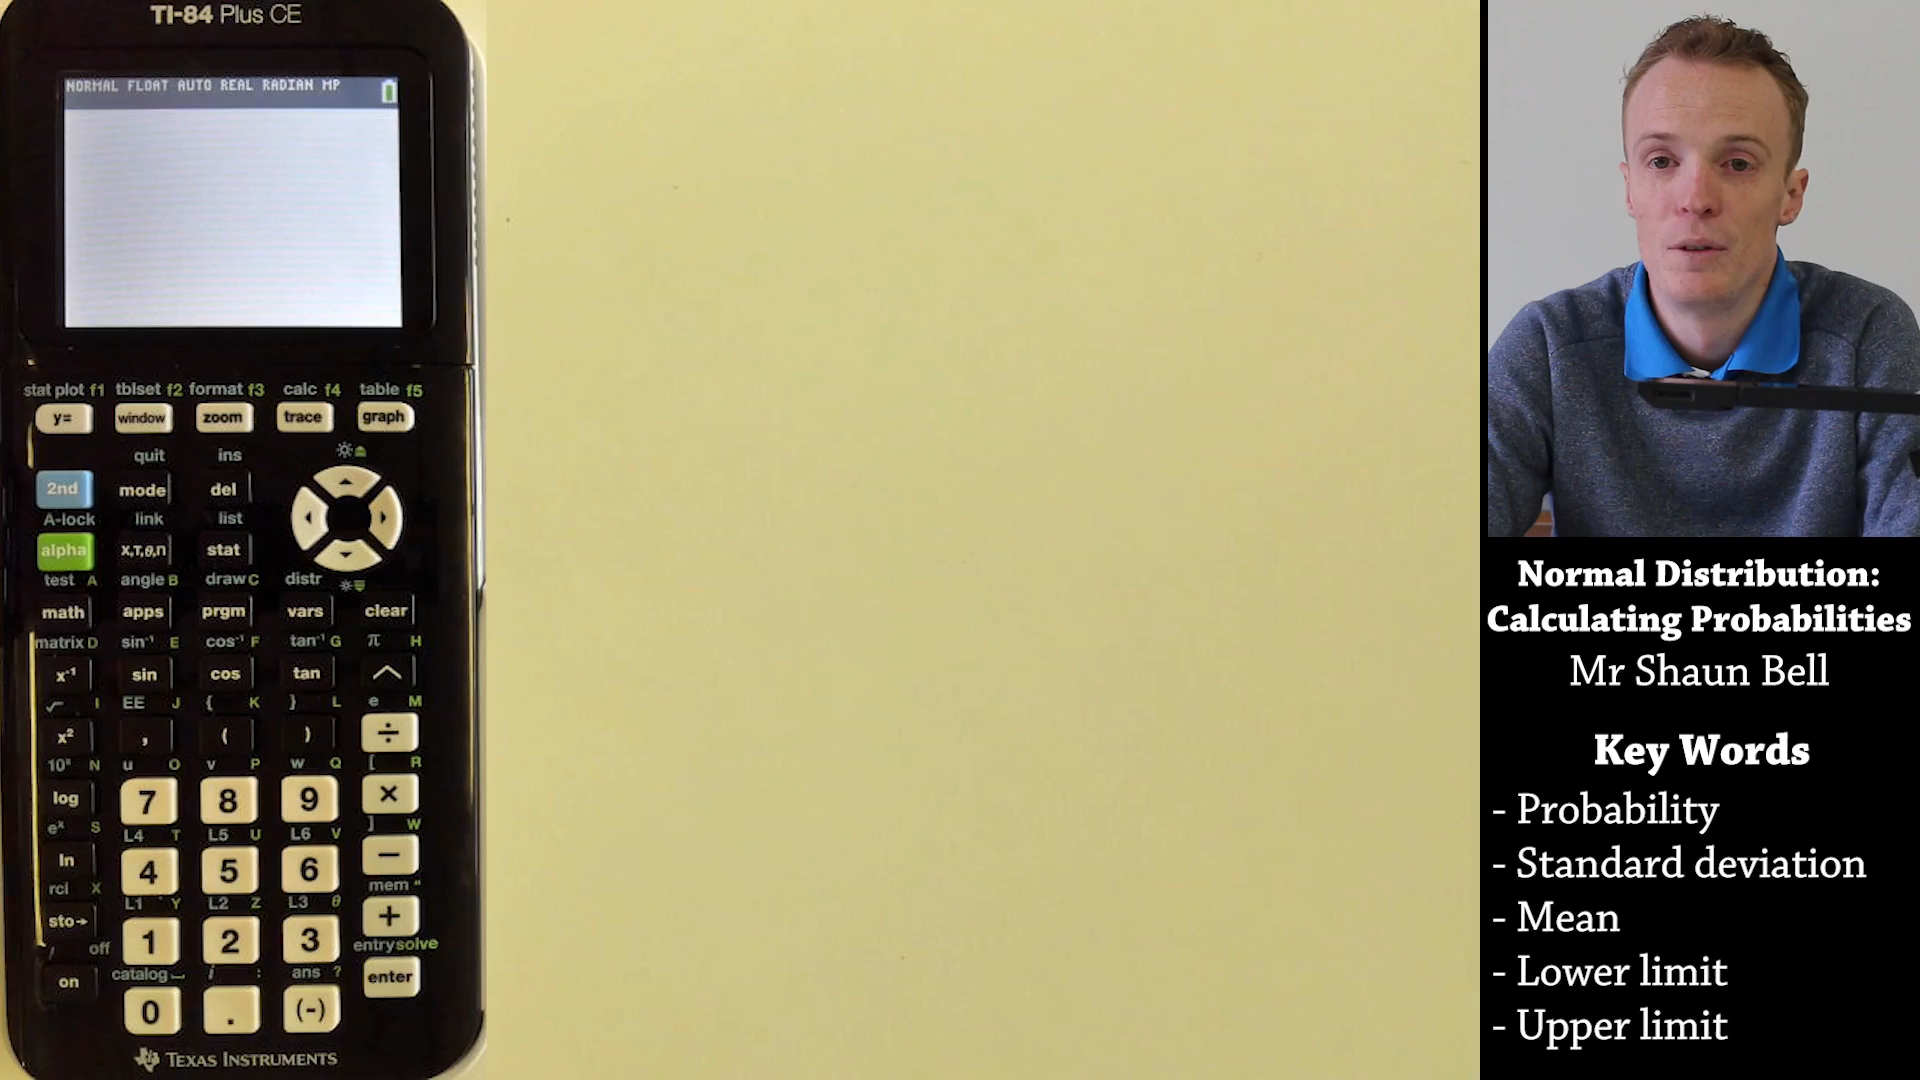 TI-84 Plus CE
NORMAL FLOAT AUTO REAL RADIAN MP
stat plot f1 tblset f2 format f3 calc f4 table f5
y= window zoom trace graph
quit ins
2nd mode del
A-lock link list
alpha X,T,θ,n stat
test A angle B draw C distr
math apps prgm vars clear
matrix D sin⁻¹ E cos⁻¹ F tan⁻¹ G π H
x⁻¹ sin cos tan ^
√ I EE J { K } L e M
x² , ( ) ÷
10ˣ N u O v P w Q [ R
log 7 8 9 ×
eˣ S L4 T L5 U L6 V ] W
ln 4 5 6 −
rcl X L1 Y L2 Z L3 θ mem "
sto→ 1 2 3 +
off catalog i : ans ? entry solve
on 0 . (-) enter
TEXAS INSTRUMENTS
Normal Distribution:
Calculating Probabilities
Mr Shaun Bell
Key Words
- Probability
- Standard deviation
- Mean
- Lower limit
- Upper limit